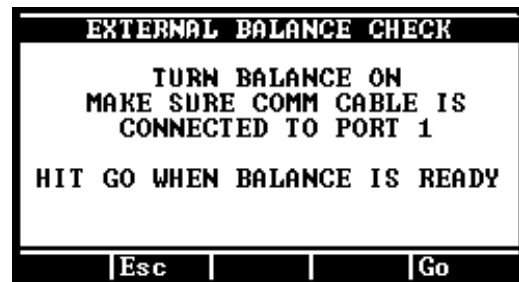 EXTERNAL BALANCE CHECK
TURN BALANCE ON
MAKE SURE COMM CABLE IS
CONNECTED TO PORT 1
HIT GO WHEN BALANCE IS READY
Esc Go